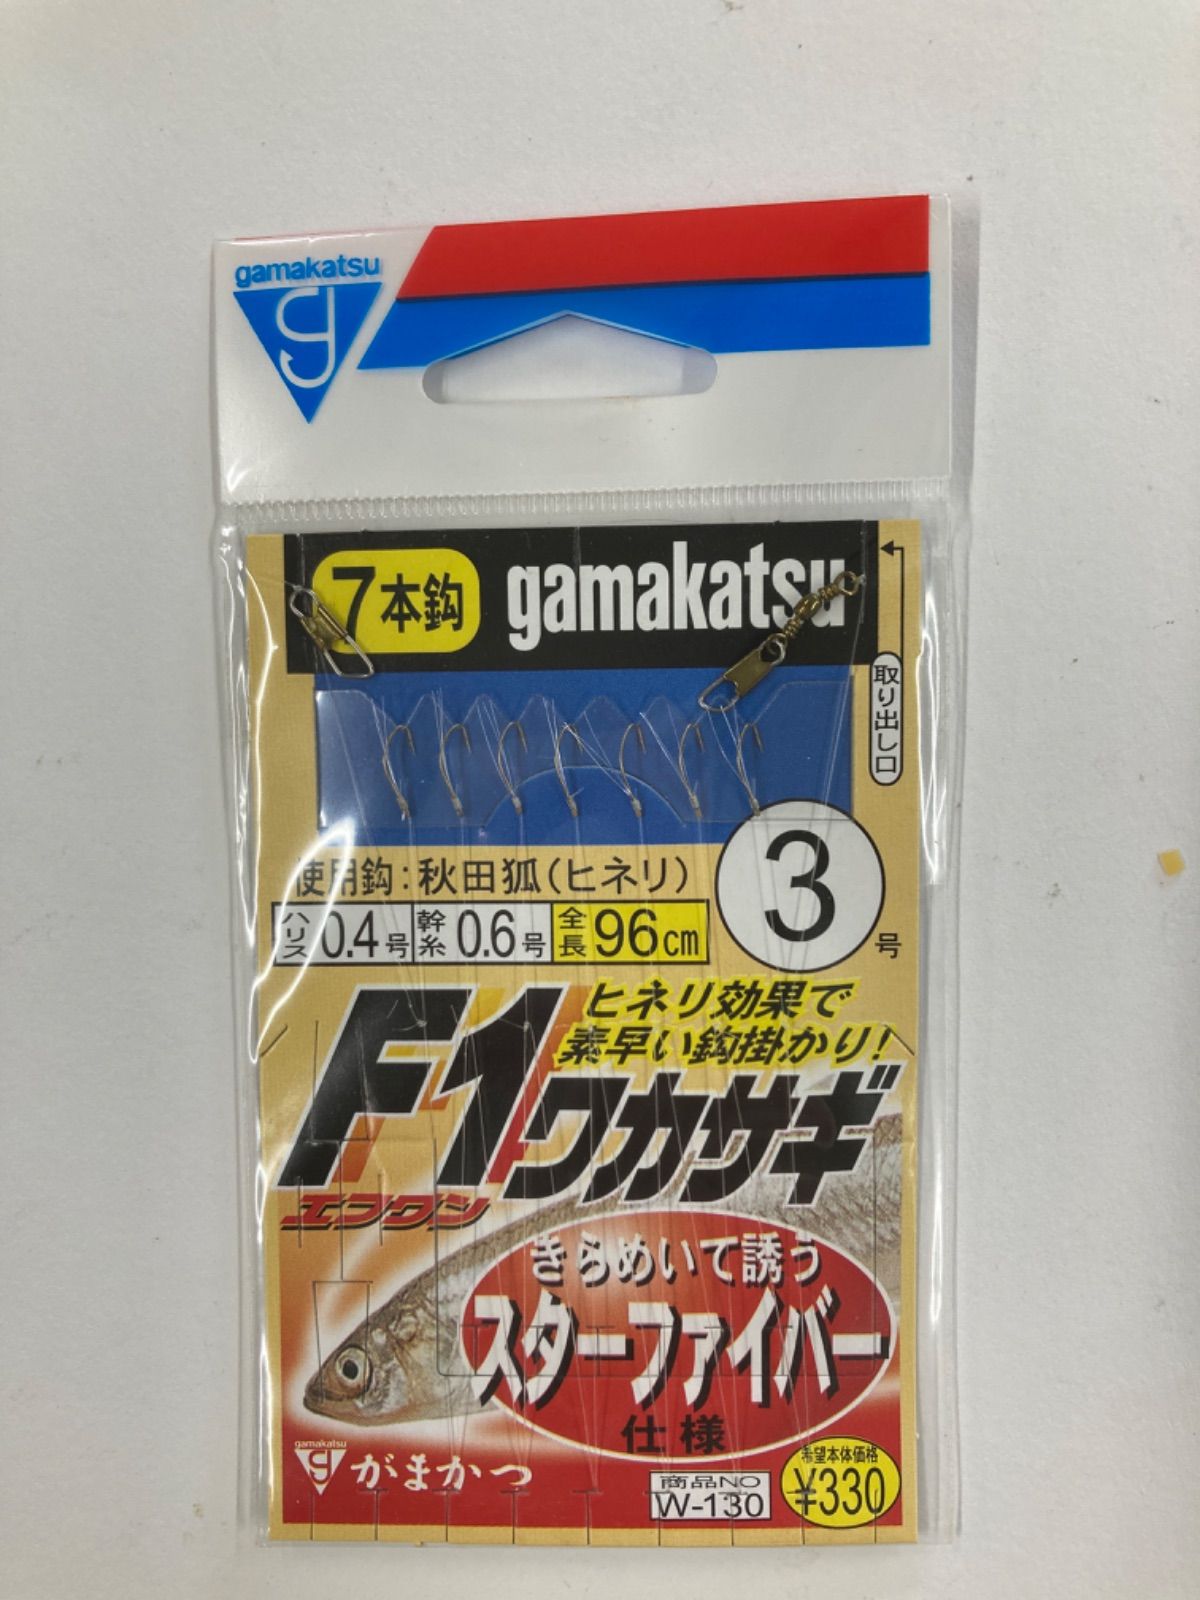 gamakatsu
7本鈎
gamakatsu
取り出し口
使用鈎:秋田狐(ヒネリ)
ハリス0.4号
幹糸0.6号
全長96cm
3号
ヒネリ効果で
素早い鈎掛かり!
F1ワカサギ
エフワン
きらめいて誘う
スターファイバー
仕様
gamakatsu
がまかつ
商品NO
W-130
希望本体価格
¥330